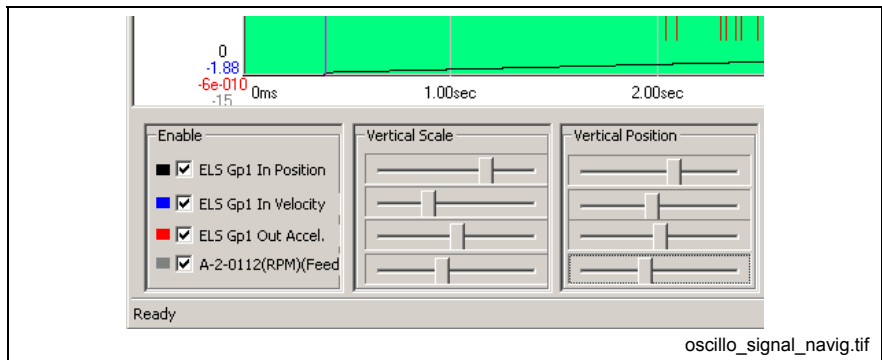 0
-1.88
-6e-010
-15
0ms 1.00sec 2.00sec
Enable Vertical Scale Vertical Position
ELS Gp1 In Position
ELS Gp1 In Velocity
ELS Gp1 Out Accel.
A-2-0112(RPM)(Feed
Ready
oscillo_signal_navig.tif